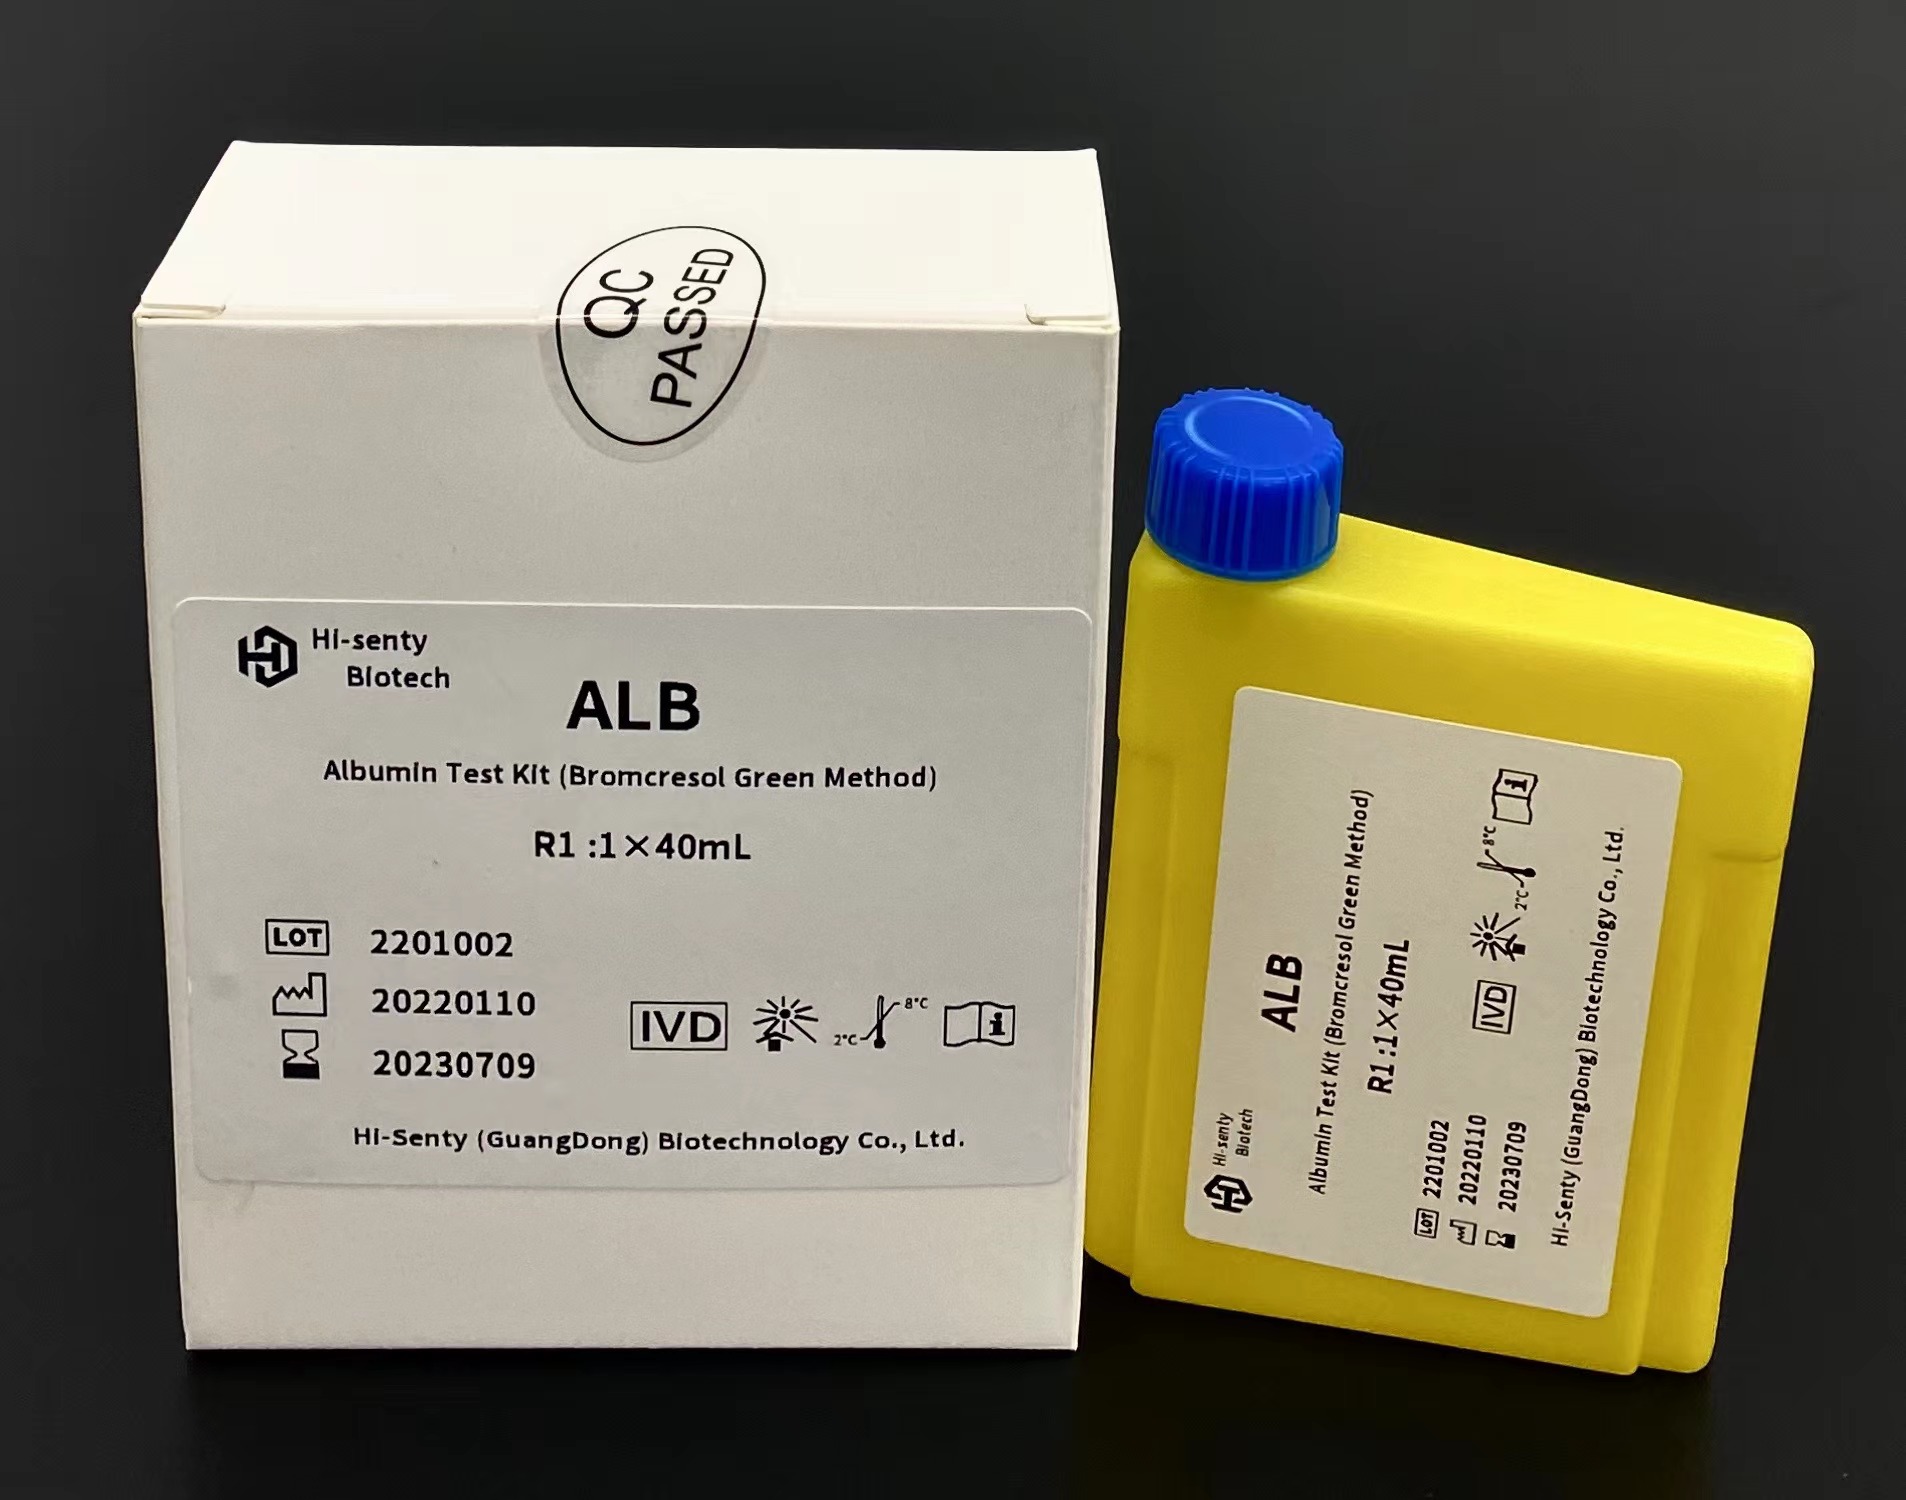 QC
PASSED
Hi-senty
Biotech
ALB
Albumin Test Kit (Bromcresol Green Method)
R1 :1×40mL
LOT 2201002
20220110
20230709
IVD
2°C
8°C
i
Hi-Senty (GuangDong) Biotechnology Co., Ltd.
Hi-senty
Biotech
ALB
Albumin Test Kit (Bromcresol Green Method)
R1 :1×40mL
LOT 2201002
20220110
20230709
IVD
2°C
8°C
i
Hi-Senty (GuangDong) Biotechnology Co., Ltd.